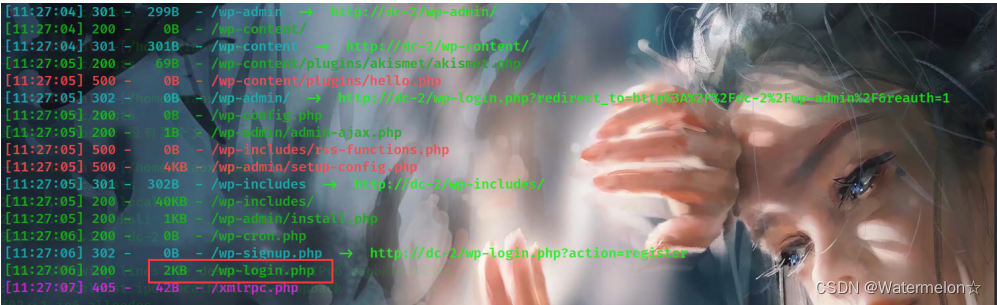 [11:27:04] 301 -  299B  - /wp-admin  ->  http://dc-2/wp-admin/
[11:27:04] 200 -    0B  - /wp-content/
[11:27:04] 301 -  301B  - /wp-content  ->  http://dc-2/wp-content/
[11:27:05] 200 -   69B  - /wp-content/plugins/akismet/akismet.php
[11:27:05] 500 -    0B  - /wp-content/plugins/hello.php
[11:27:05] 302 -    0B  - /wp-admin/  ->  http://dc-2/wp-login.php?redirect_to=http%3A%2F%2Fdc-2%2Fwp-admin%2F&reauth=1
[11:27:05] 200 -    0B  - /wp-config.php
[11:27:05] 200 -    1B  - /wp-admin/admin-ajax.php
[11:27:05] 500 -    0B  - /wp-includes/rss-functions.php
[11:27:05] 500 -    4KB - /wp-admin/setup-config.php
[11:27:05] 301 -  302B  - /wp-includes  ->  http://dc-2/wp-includes/
[11:27:05] 200 -   40KB - /wp-includes/
[11:27:05] 200 -    1KB - /wp-admin/install.php
[11:27:06] 200 -    0B  - /wp-cron.php
[11:27:06] 302 -    0B  - /wp-signup.php  ->  http://dc-2/wp-login.php?action=register
[11:27:06] 200 -    2KB - /wp-login.php
[11:27:07] 405 -   42B  - /xmlrpc.php
CSDN @Watermelon☆